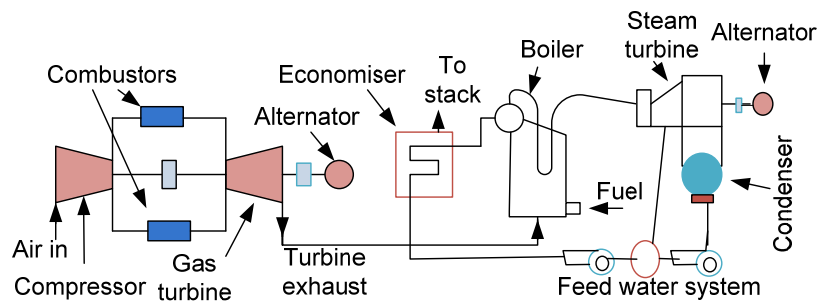 Combustors
Economiser
To
stack
Boiler
Steam
turbine
Alternator
Alternator
Fuel
Condenser
Air in
Compressor
Gas
turbine
Turbine
exhaust
Feed water system